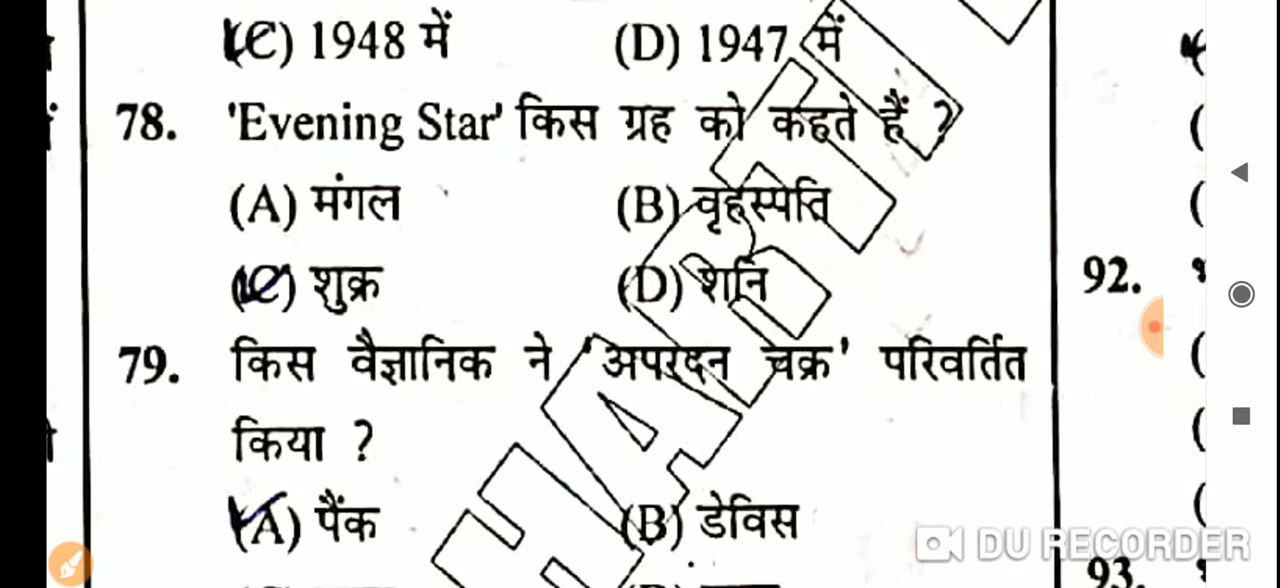 (C) 1948 में (D) 1947 में
78. 'Evening Star' किस ग्रह को कहते हैं ?
(A) मंगल (B) वृहस्पति
(C) शुक्र (D) शनि
79. किस वैज्ञानिक ने 'अपरदन चक्र' परिवर्तित
किया ?
(A) पैंक (B) डेविस
92.
93.
DU RECORDER